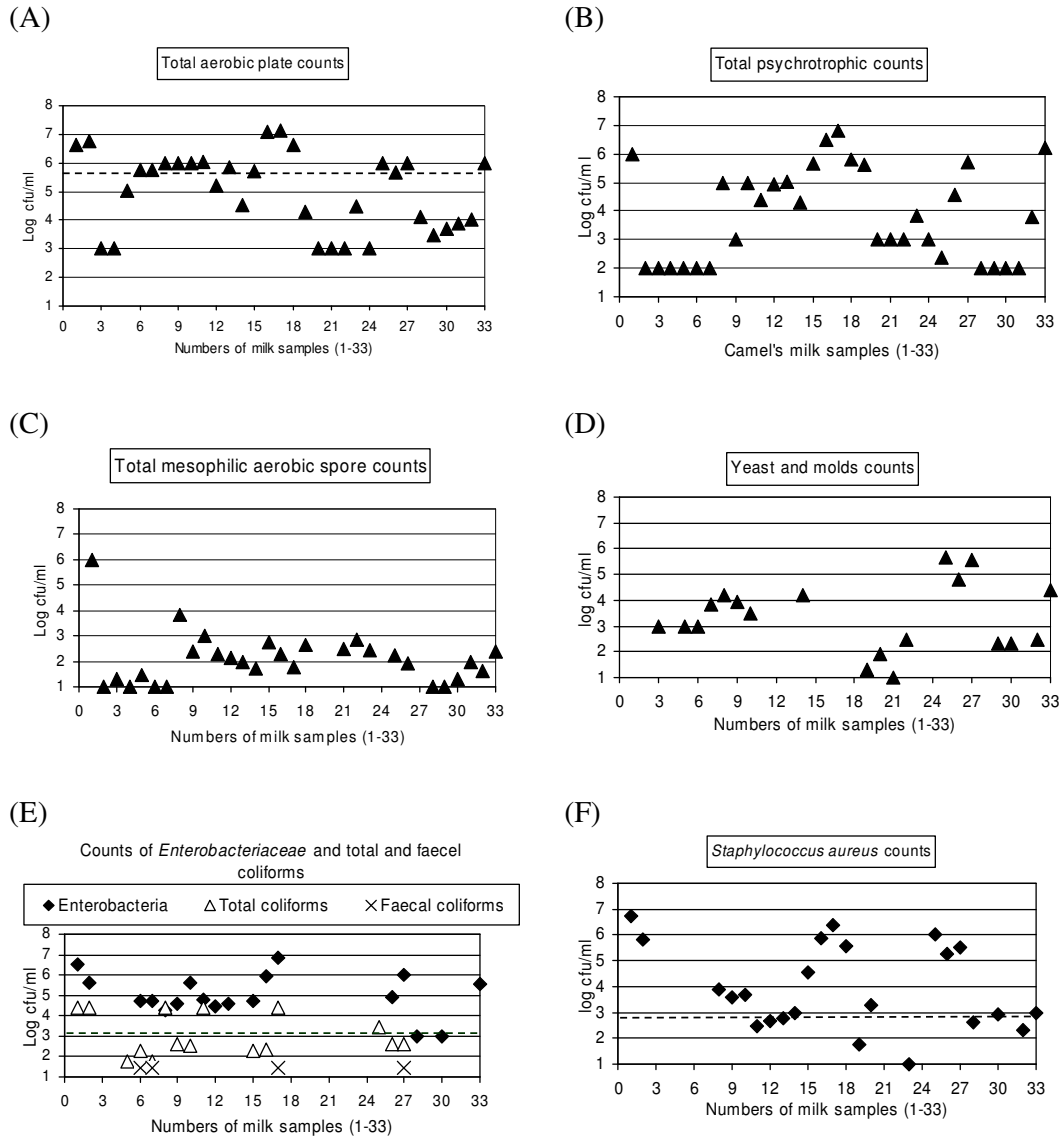 (A)
Total aerobic plate counts
8
7
6
5
4
3
2
1
Log cfu/ml
0 3 6 9 12 15 18 21 24 27 30 33
Numbers of milk samples (1-33)
(B)
Total psychrotrophic counts
8
7
6
5
4
3
2
1
Log cfu/ml
0 3 6 9 12 15 18 21 24 27 30 33
Camel's milk samples (1-33)
(C)
Total mesophilic aerobic spore counts
8
7
6
5
4
3
2
1
Log cfu/ml
0 3 6 9 12 15 18 21 24 27 30 33
Numbers of milk samples (1-33)
(D)
Yeast and molds counts
8
7
6
5
4
3
2
1
log cfu/ml
0 3 6 9 12 15 18 21 24 27 30 33
Numbers of milk samples (1-33)
(E)
Counts of Enterobacteriaceae and total and faecel
coliforms
Enterobacteria Total coliforms Faecal coliforms
8
7
6
5
4
3
2
1
Log cfu/ml
0 3 6 9 12 15 18 21 24 27 30 33
Numbers of milk samples (1-33)
(F)
Staphylococcus aureus counts
8
7
6
5
4
3
2
1
log cfu/ml
0 3 6 9 12 15 18 21 24 27 30 33
Numbers of milk samples (1-33)